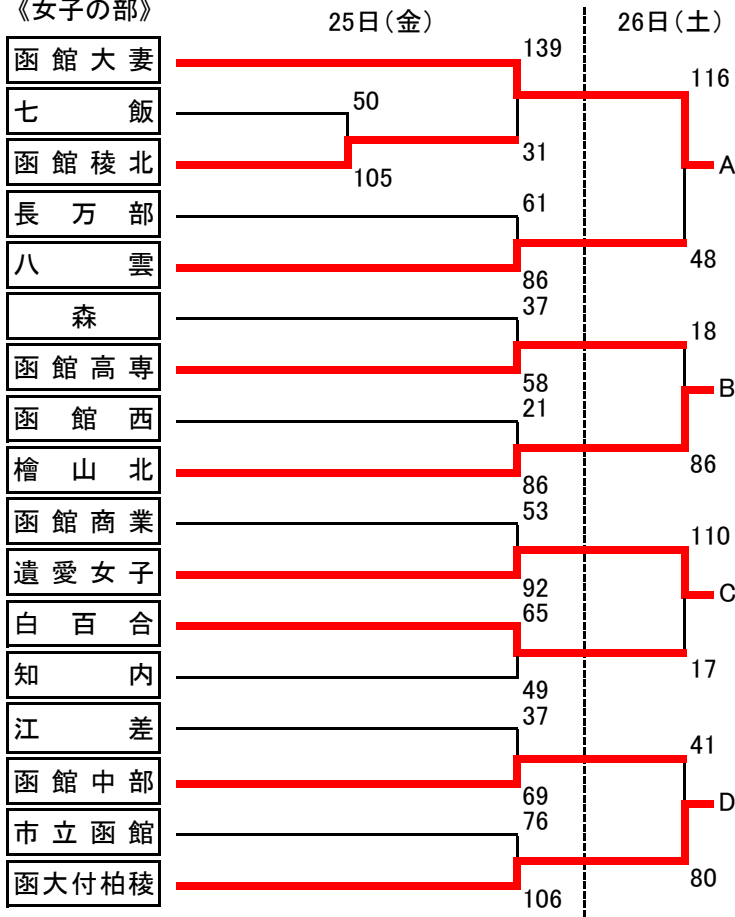 《女子の部》
25日（金）
26日（土）
函館大妻
139
116
七飯
50
函館稜北
105
31
A
長万部
61
八雲
86
48
森
37
18
函館高専
58
B
函館西
21
檜山北
86
86
函館商業
53
110
遺愛女子
92
C
白百合
65
知内
49
17
江差
37
41
函館中部
69
D
市立函館
76
函大付柏稜
106
80